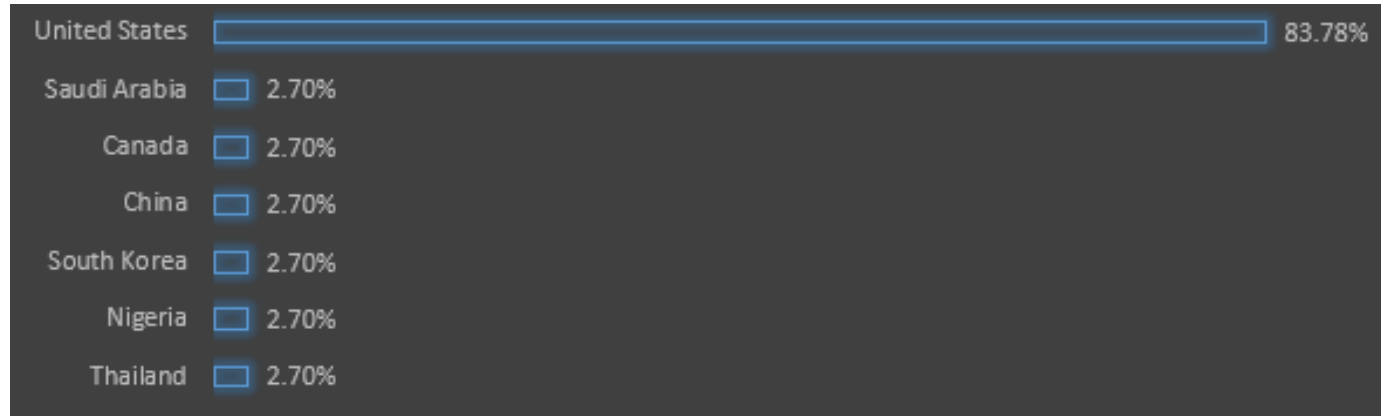 United States 83.78%
Saudi Arabia 2.70%
Canada 2.70%
China 2.70%
South Korea 2.70%
Nigeria 2.70%
Thailand 2.70%